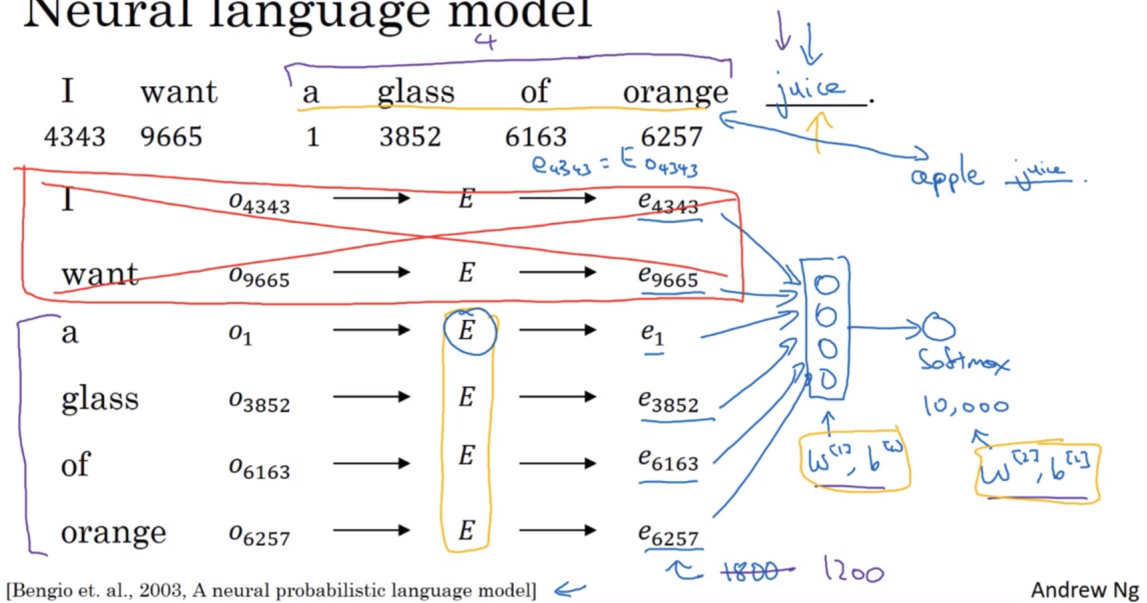 Neural language model
4
I want a glass of orange juice.
4343 9665 1 3852 6163 6257
e4343 = E o4343
apple juice.
I o4343 → E → e4343
want o9665 → E → e9665
a o1 → E → e1
glass o3852 → E → e3852
of o6163 → E → e6163
orange o6257 → E → e6257
Softmax
10,000
W[1], b[1]
W[2], b[2]
1800 1200
[Bengio et. al., 2003, A neural probabilistic language model] ←
Andrew Ng